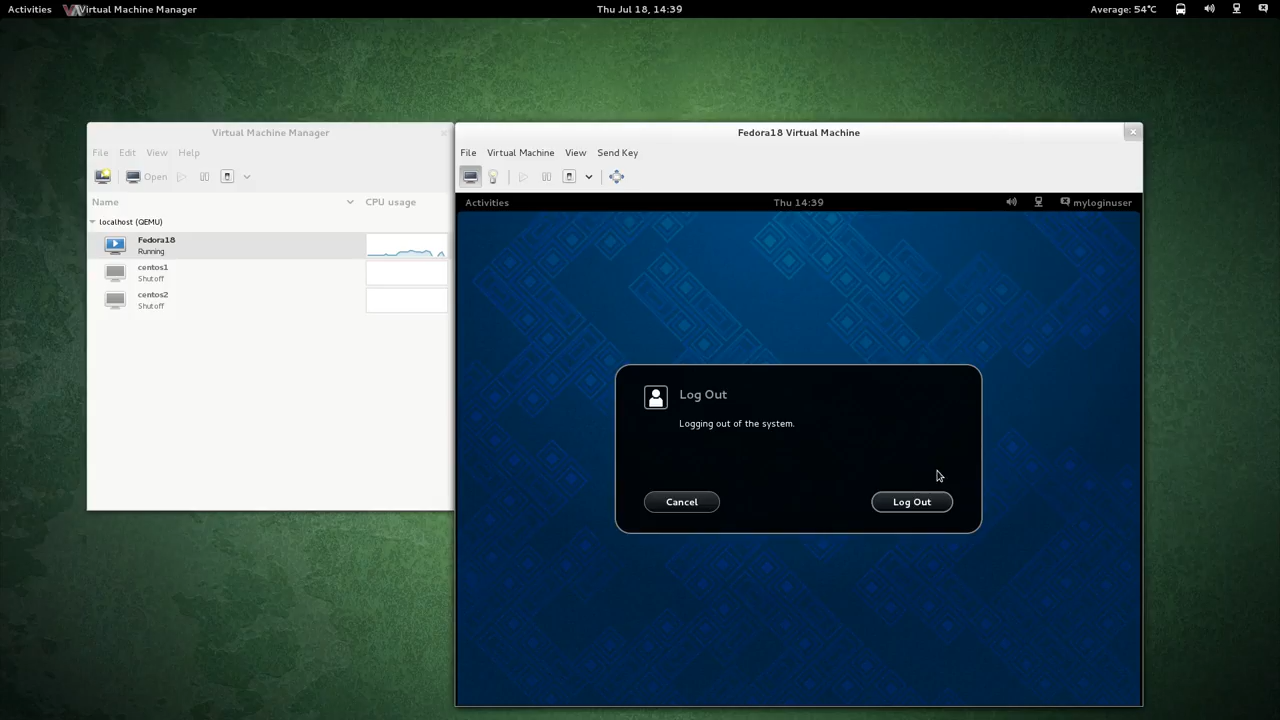 Activities Virtual Machine Manager Thu Jul 18, 14:39 Average: 54°C
Virtual Machine Manager
File Edit View Help
Open
Name CPU usage
localhost (QEMU)
Fedora18
Running
centos1
Shutoff
centos2
Shutoff
Fedora18 Virtual Machine
File Virtual Machine View Send Key
Activities Thu 14:39 myloginuser
Log Out
Logging out of the system.
Cancel Log Out